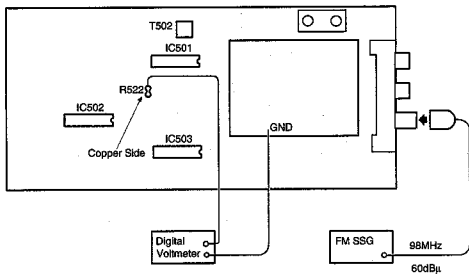 T502
IC501
R522
IC502
GND
Copper Side
IC503
Digital
Voltmeter
FM SSG
98MHz
60dBμ